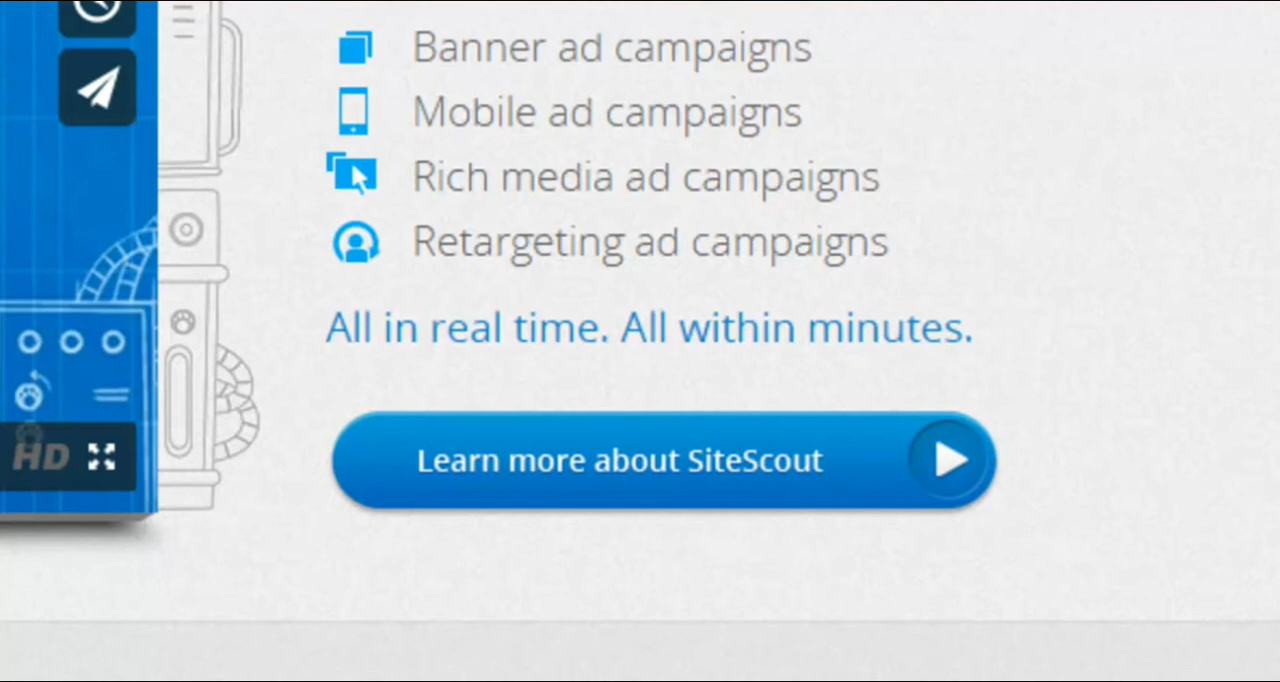 Banner ad campaigns
Mobile ad campaigns
Rich media ad campaigns
Retargeting ad campaigns
All in real time. All within minutes.
Learn more about SiteScout
HD